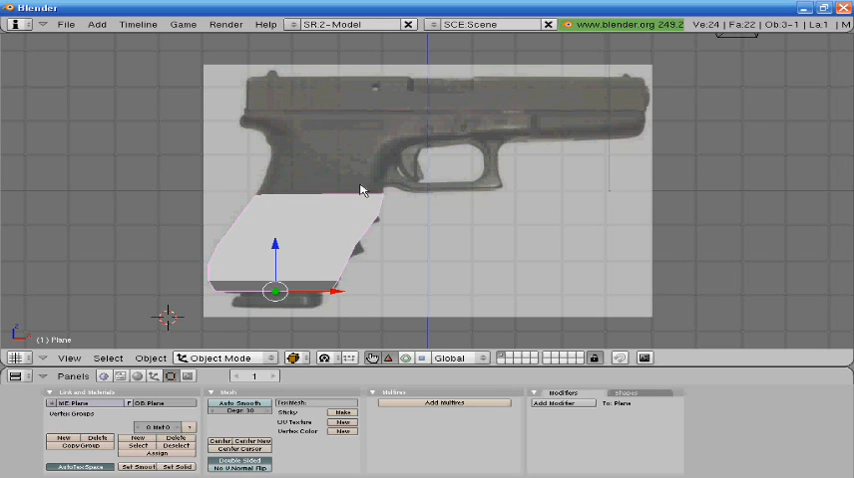 Blender
File Add Timeline Game Render Help SR:2-Model SCE Scene www.blender.org 249.2 Ve:24 | Fa:22 | Ob:3-1 | La:1 | M
(1) Plane
View Select Object Object Mode Global
Panels 1
Link and Materials Mesh Multires Modifiers Shapes
ME:Plane F OB:Plane Auto Smooth TexMesh: Add Multires Add Modifier To: Plane
Vertex Groups Degr: 30 Sticky Make
0 Mat 0 ? UV Texture New
New Delete New Delete Center Center New Vertex Color New
Copy Group Select Deselect Center Cursor
Assign Double Sided
AutoTexSpace Set Smoot Set Solid No V.Normal Flip